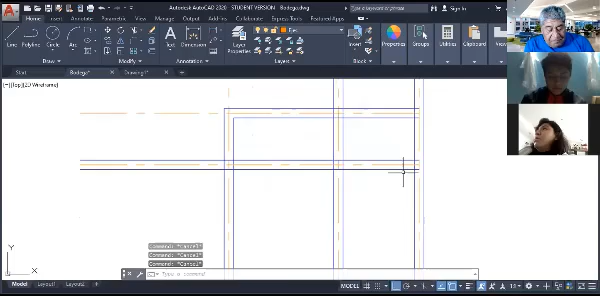 Autodesk AutoCAD 2020 - STUDENT VERSION Bodega.dwg
Type a keyword or phrase
Sign In
Home Insert Annotate Parametric View Manage Output Add-ins Collaborate Express Tools Featured Apps
Line Polyline Circle Arc Text Dimension Layer Properties Insert Properties Groups Utilities Clipboard View
Draw Modify Annotation Layers Block
Start Bodega* Drawing1*
[−][Top][2D Wireframe]
Command: *Cancel*
Command: *Cancel*
Command: *Cancel*
Type a command
Y
X
Model Layout1 Layout2 + MODEL